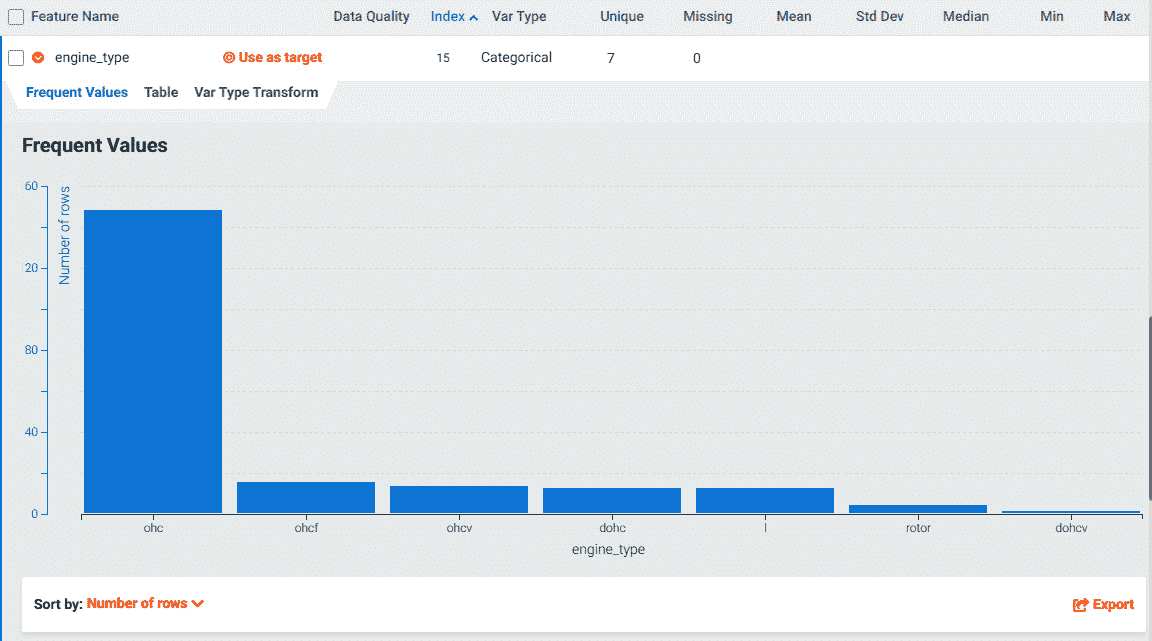 Feature Name Data Quality Index Var Type Unique Missing Mean Std Dev Median Min Max
engine_type Use as target 15 Categorical 7 0
Frequent Values Table Var Type Transform
Frequent Values
60
Number of rows
20
80
40
0
ohc ohcf ohcv dohc l rotor dohcv
engine_type
Sort by: Number of rows Export